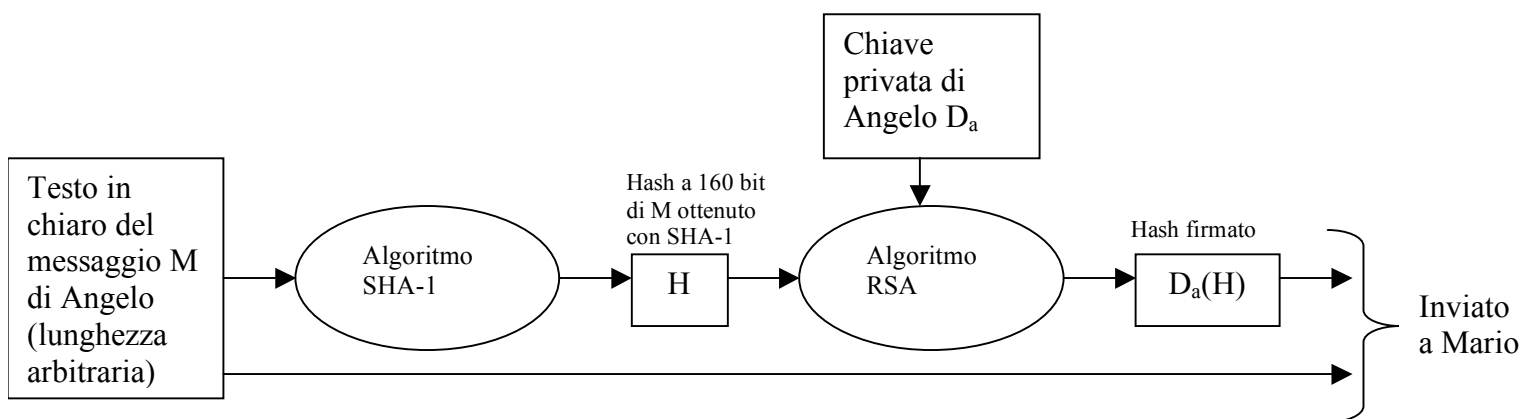 Chiave
privata di
Angelo Da
Testo in
chiaro del
messaggio M
di Angelo
(lunghezza
arbitraria)
Algoritmo
SHA-1
Hash a 160 bit
di M ottenuto
con SHA-1
H
Algoritmo
RSA
Hash firmato
Da(H)
Inviato
a Mario